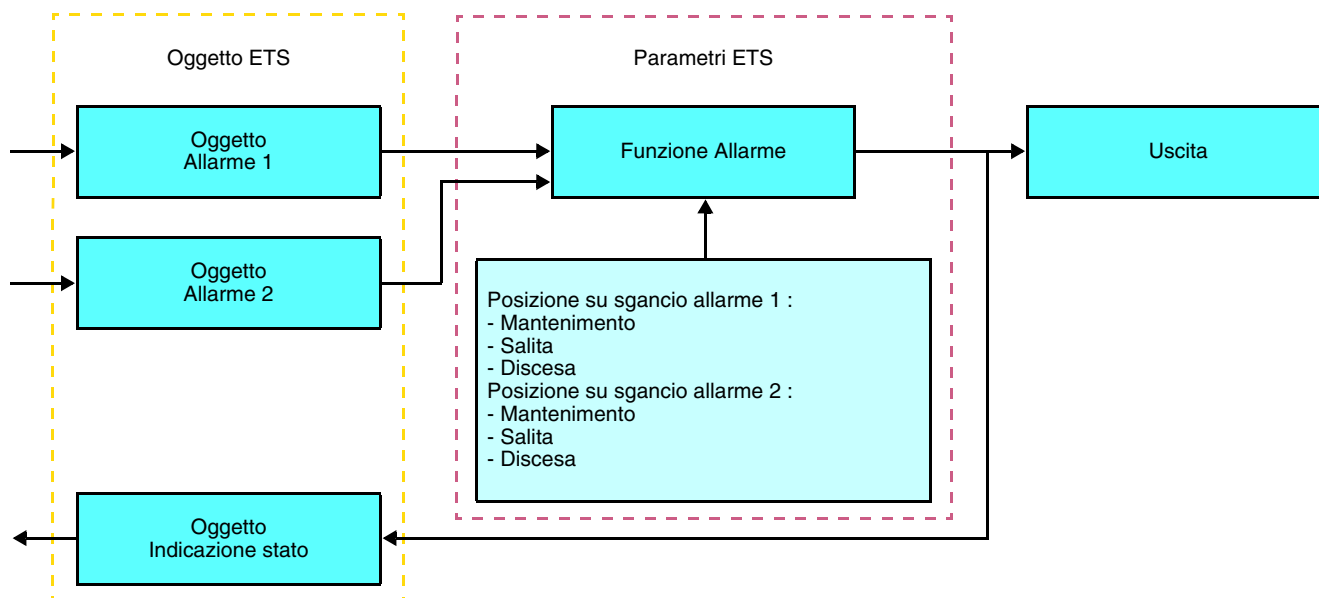 Oggetto ETS
Parametri ETS
Oggetto
Allarme 1
Funzione Allarme
Uscita
Oggetto
Allarme 2
Posizione su sgancio allarme 1 :
- Mantenimento
- Salita
- Discesa
Posizione su sgancio allarme 2 :
- Mantenimento
- Salita
- Discesa
Oggetto
Indicazione stato